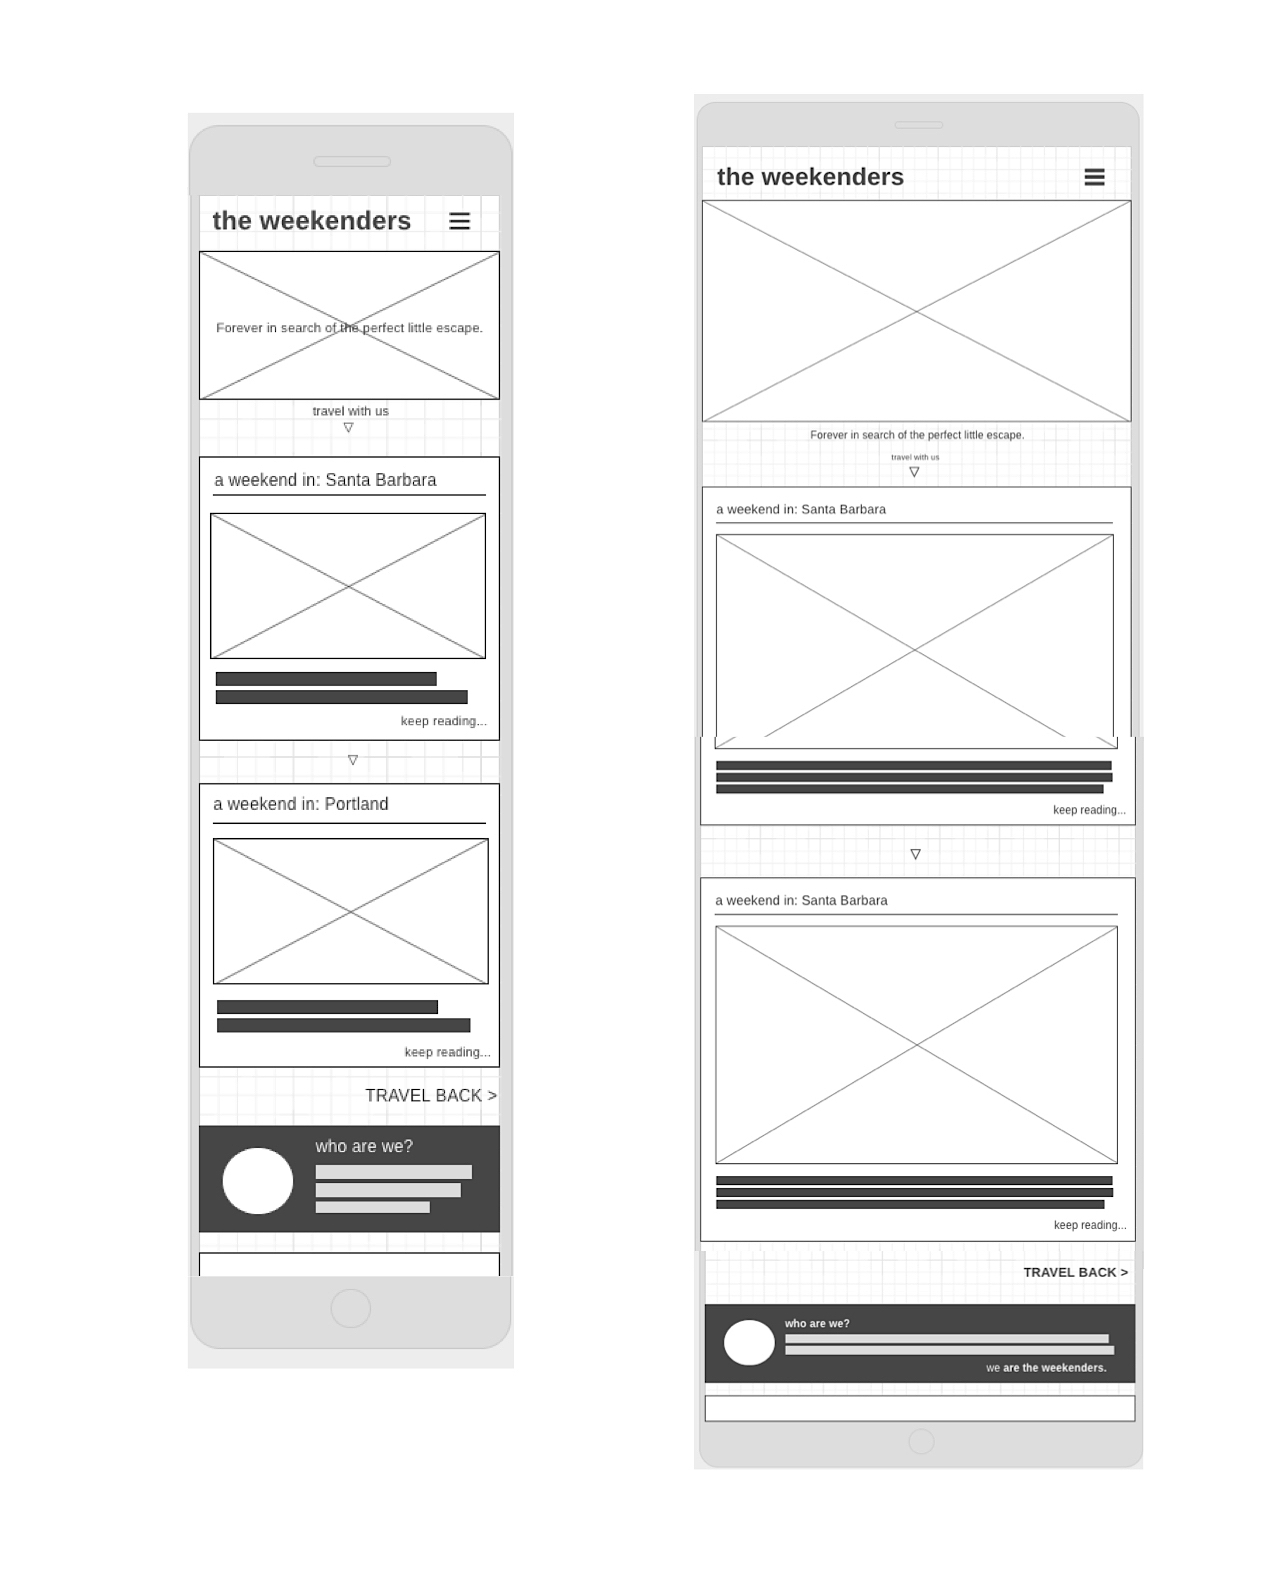 the weekenders
Forever in search of the perfect little escape.
travel with us
a weekend in: Santa Barbara
keep reading...
a weekend in: Portland
keep reading...
TRAVEL BACK >
who are we?
the weekenders
Forever in search of the perfect little escape.
travel with us
a weekend in: Santa Barbara
keep reading...
a weekend in: Santa Barbara
keep reading...
TRAVEL BACK >
who are we?
we are the weekenders.